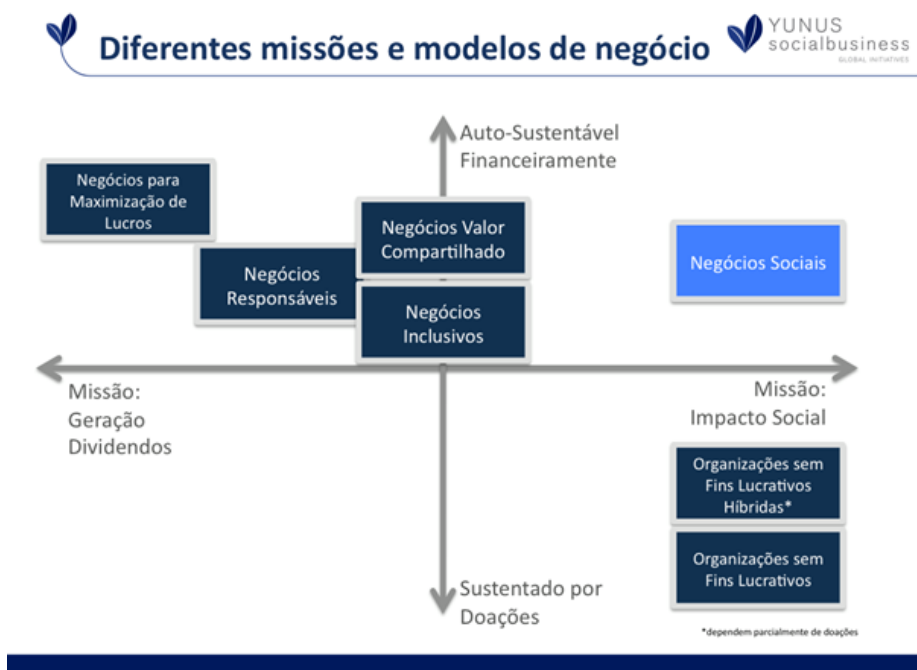 Diferentes missões e modelos de negócio
YUNUS
socialbusiness
GLOBAL INITIATIVES
Auto-Sustentável
Financeiramente
Negócios para
Maximização de
Lucros
Negócios Valor
Compartilhado
Negócios Sociais
Negócios
Responsáveis
Negócios
Inclusivos
Missão:
Geração
Dividendos
Missão:
Impacto Social
Organizações sem
Fins Lucrativos
Híbridas*
Organizações sem
Fins Lucrativos
Sustentado por
Doações
*dependem parcialmente de doações